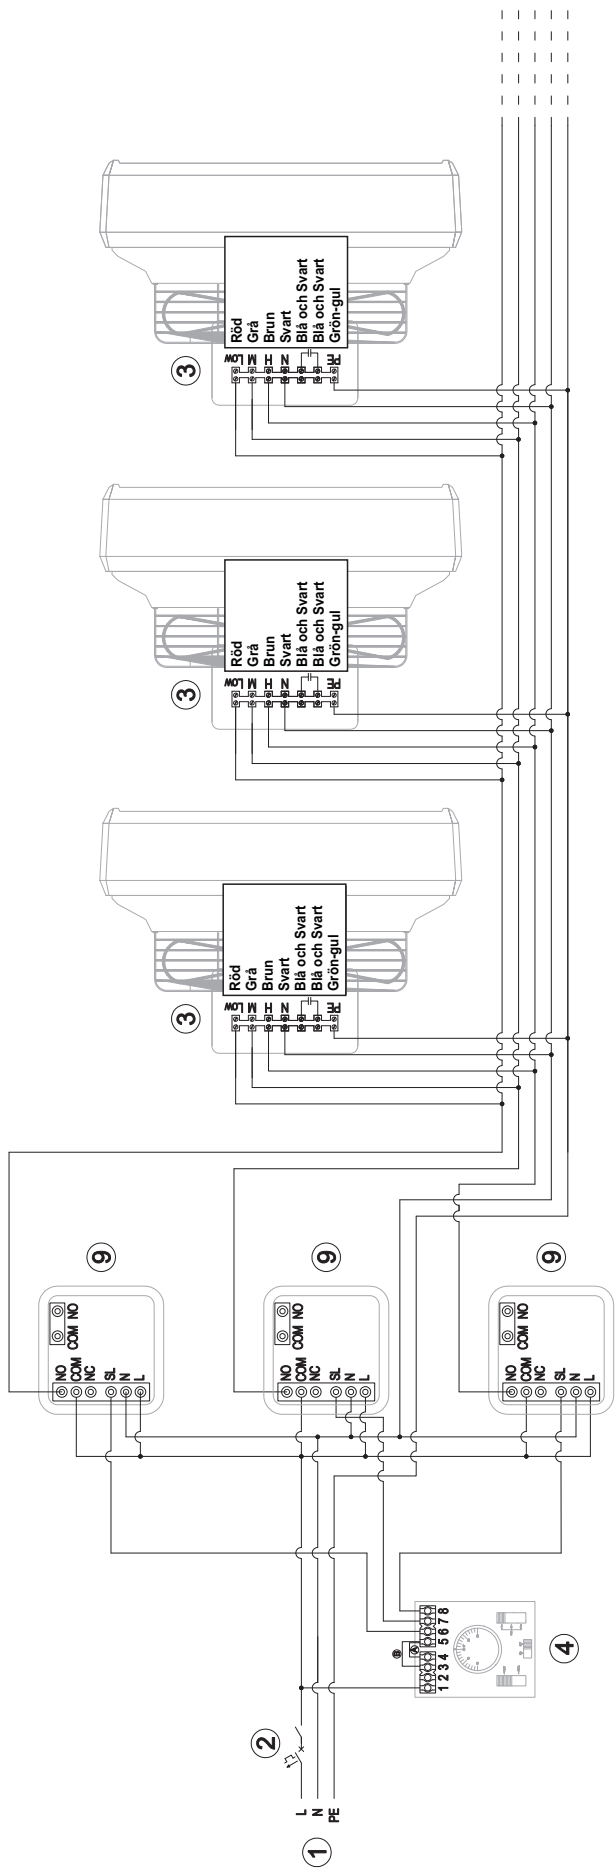 Röd
Grå
Brun
Svart
Blå och Svart
Blå och Svart
Grön-gul
LOW
M
H
N
PE
3
Röd
Grå
Brun
Svart
Blå och Svart
Blå och Svart
Grön-gul
LOW
M
H
N
PE
3
Röd
Grå
Brun
Svart
Blå och Svart
Blå och Svart
Grön-gul
LOW
M
H
N
PE
3
9
COM NO
NO
COM
NC
SL
N
L
9
COM NO
NO
COM
NC
SL
N
L
9
COM NO
NO
COM
NC
SL
N
L
1 2 3 4 5 6 7 8
A
B
4
2
L
N
PE
1